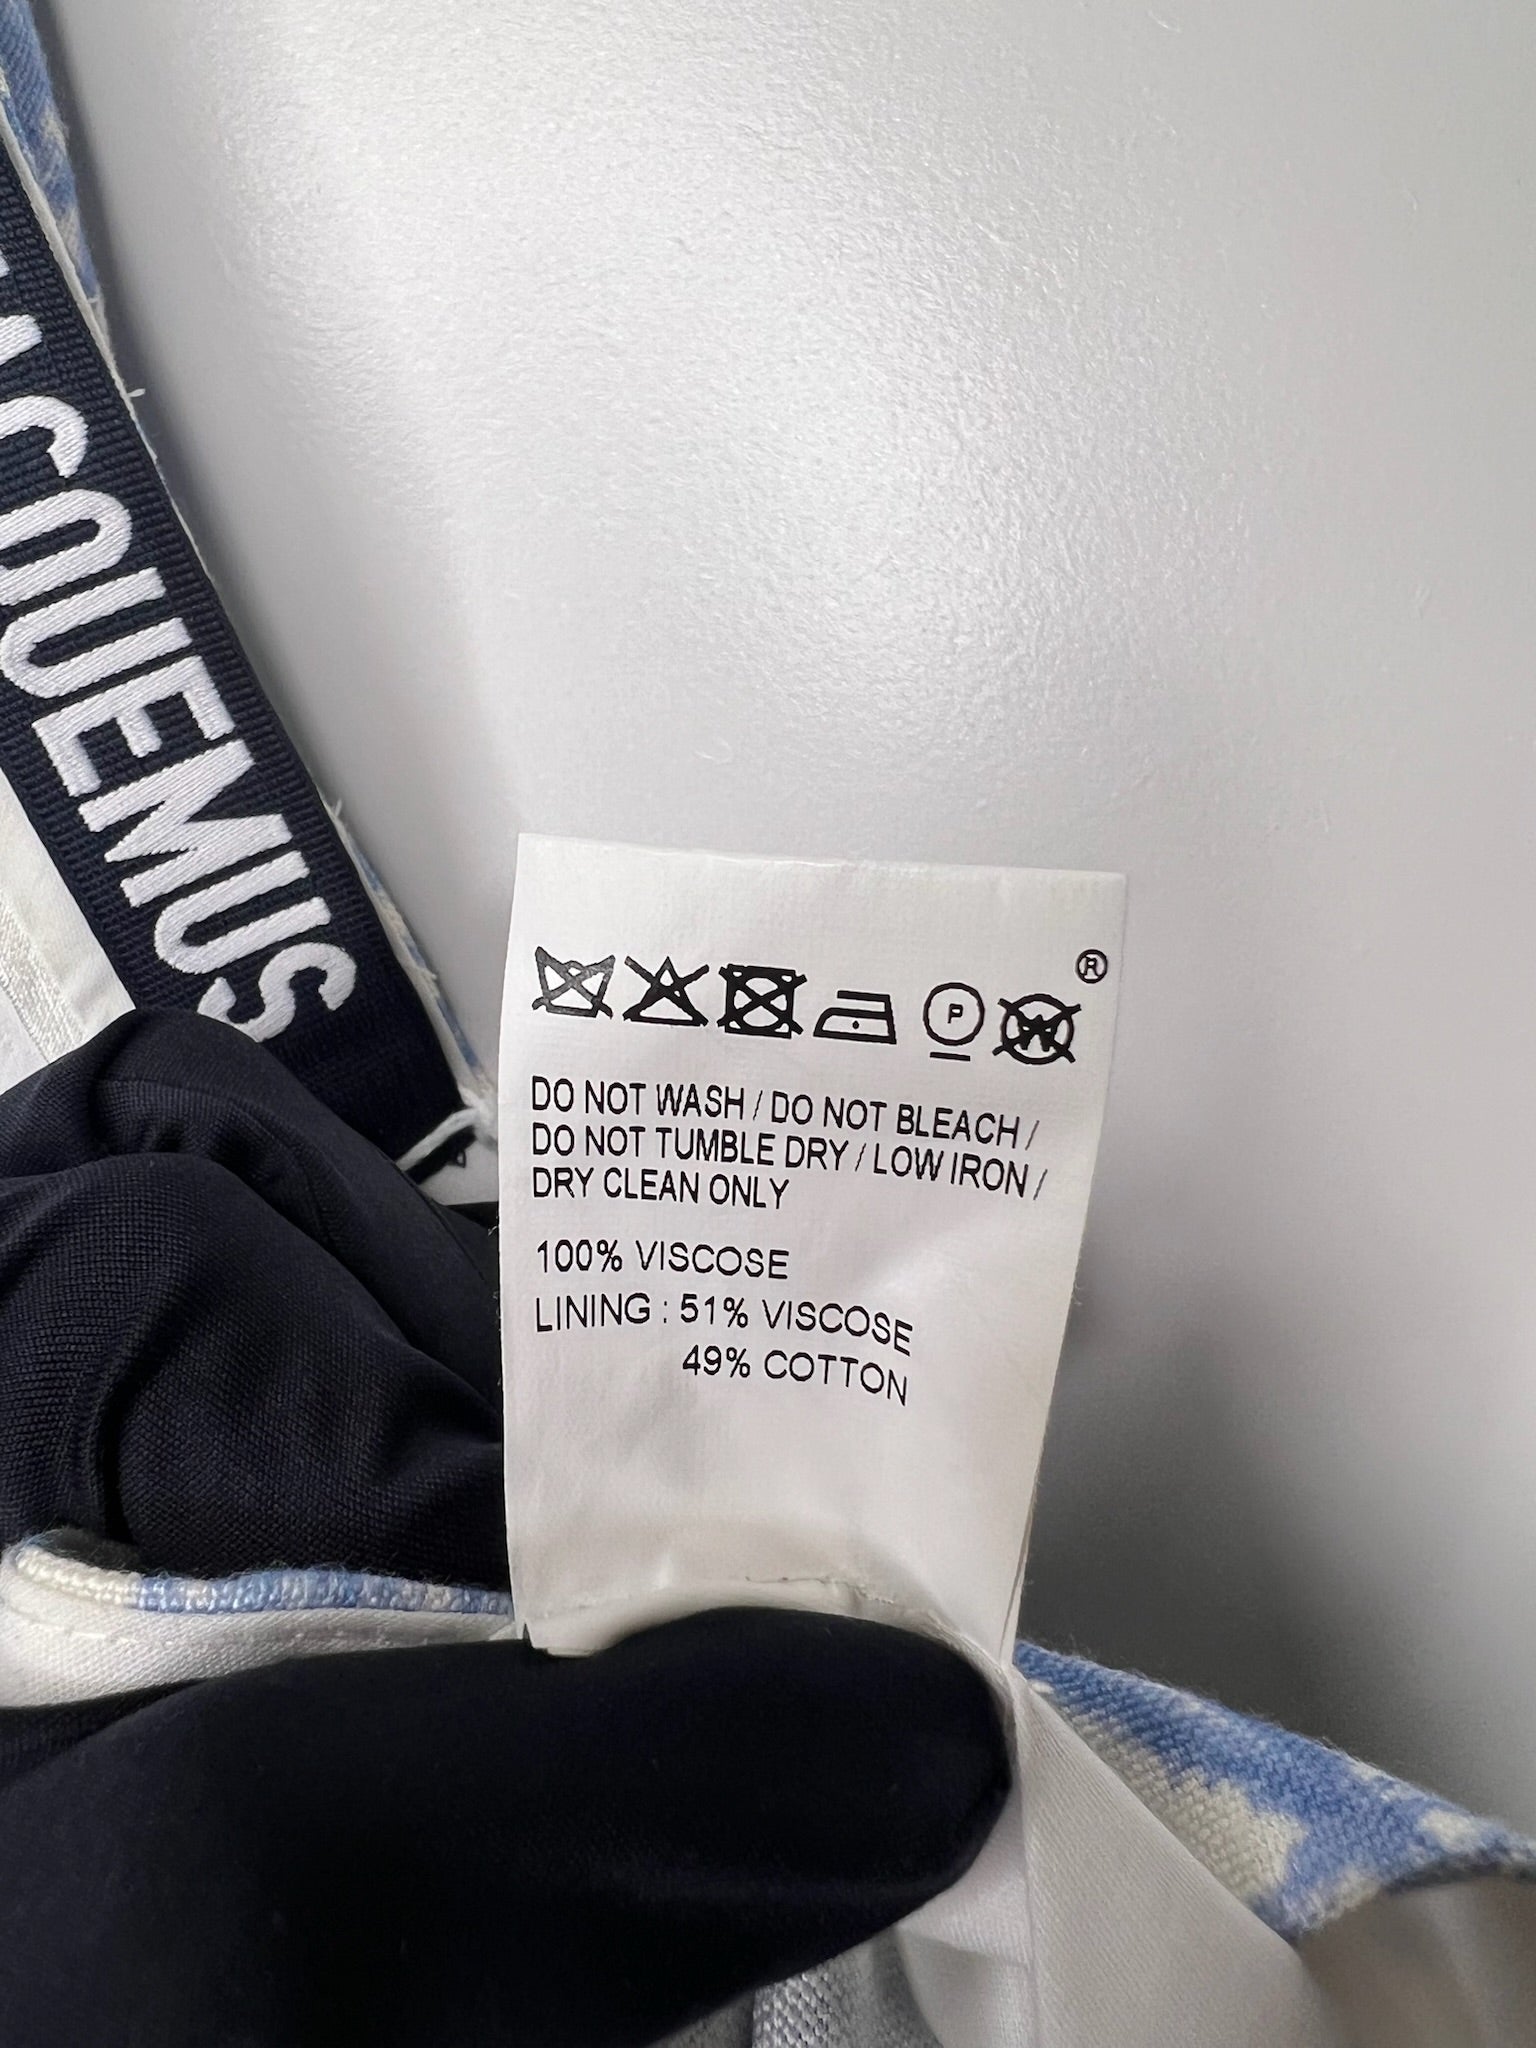 ACQUEMUS
®
P W
DO NOT WASH / DO NOT BLEACH /
DO NOT TUMBLE DRY / LOW IRON /
DRY CLEAN ONLY
100% VISCOSE
LINING : 51% VISCOSE
49% COTTON